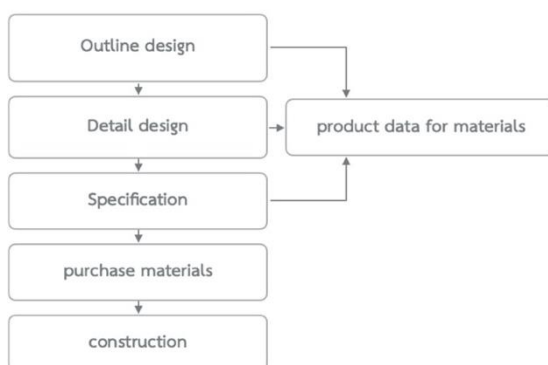 Outline design
Detail design
product data for materials
Specification
purchase materials
construction